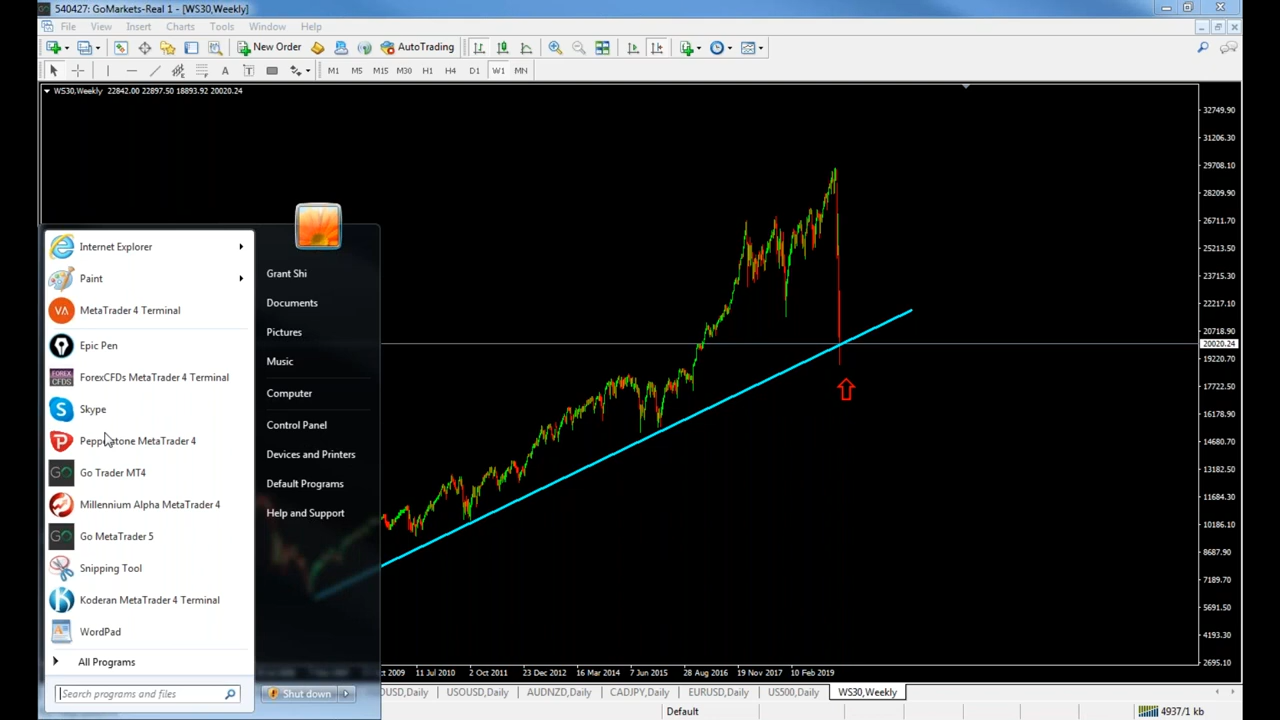 540427: GoMarkets-Real 1 - [WS30,Weekly]
File View Insert Charts Tools Window Help
New Order AutoTrading
A T M1 M5 M15 M30 H1 H4 D1 W1 MN
WS30,Weekly 22842.00 22897.50 18893.92 20020.24
32749.90
31206.30
29708.10
28209.90
26711.70
25213.50
23715.30
22217.10
20718.90
20020.24
19220.70
17722.50
16178.90
14680.70
13182.50
11684.30
10186.10
8687.90
7189.70
5691.50
4193.30
2695.10
Internet Explorer
Paint
VA MetaTrader 4 Terminal
Epic Pen
FOREX CFDS ForexCFDs MetaTrader 4 Terminal
S Skype
Pepperstone MetaTrader 4
GO Go Trader MT4
Millennium Alpha MetaTrader 4
GO Go MetaTrader 5
Snipping Tool
Koderan MetaTrader 4 Terminal
WordPad
All Programs
Search programs and files
Grant Shi
Documents
Pictures
Music
Computer
Control Panel
Devices and Printers
Default Programs
Help and Support
Shut down
ct 2009 11 Jul 2010 2 Oct 2011 23 Dec 2012 16 Mar 2014 7 Jun 2015 28 Aug 2016 19 Nov 2017 10 Feb 2019
USD,Daily USOUSD,Daily AUDNZD,Daily CADJPY,Daily EURUSD,Daily US500,Daily WS30,Weekly
Default 4937/1 kb